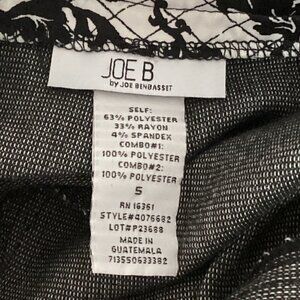 JOE B
by JOE BENBASSET
SELF:
63% POLYESTER
33% RAYON
4% SPANDEX
COMBO#1:
100% POLYESTER
COMBO#2:
100% POLYESTER
S
RN 16361
STYLE#4076682
LOT#P23688
MADE IN
GUATEMALA
713550633382